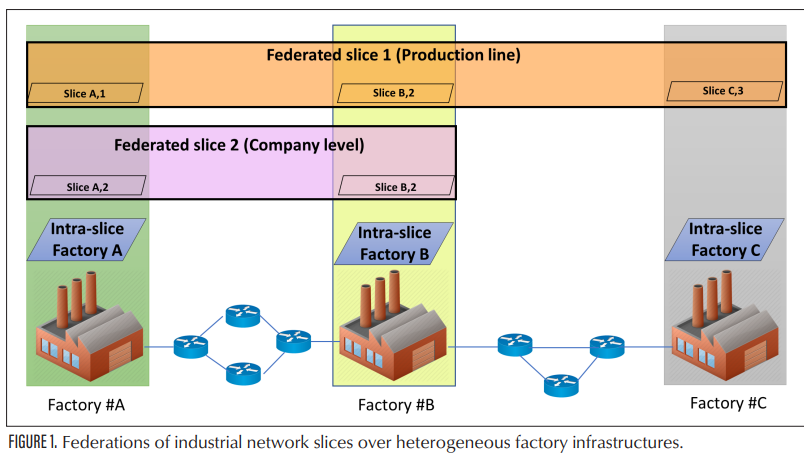 Federated slice 1 (Production line)
Slice A,1
Slice B,2
Slice C,3
Federated slice 2 (Company level)
Slice A,2
Slice B,2
Intra-slice
Factory A
Intra-slice
Factory B
Intra-slice
Factory C
Factory #A
Factory #B
Factory #C
FIGURE 1. Federations of industrial network slices over heterogeneous factory infrastructures.